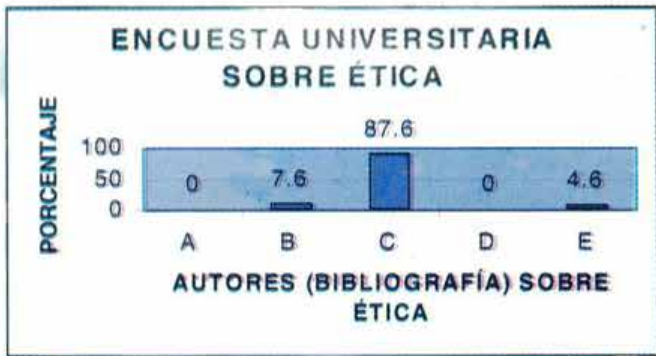 ENCUESTA UNIVERSITARIA
SOBRE ÉTICA
PORCENTAJE
87.6
100
50
0
0
7.6
0
4.6
A B C D E
AUTORES (BIBLIOGRAFÍA) SOBRE
ÉTICA